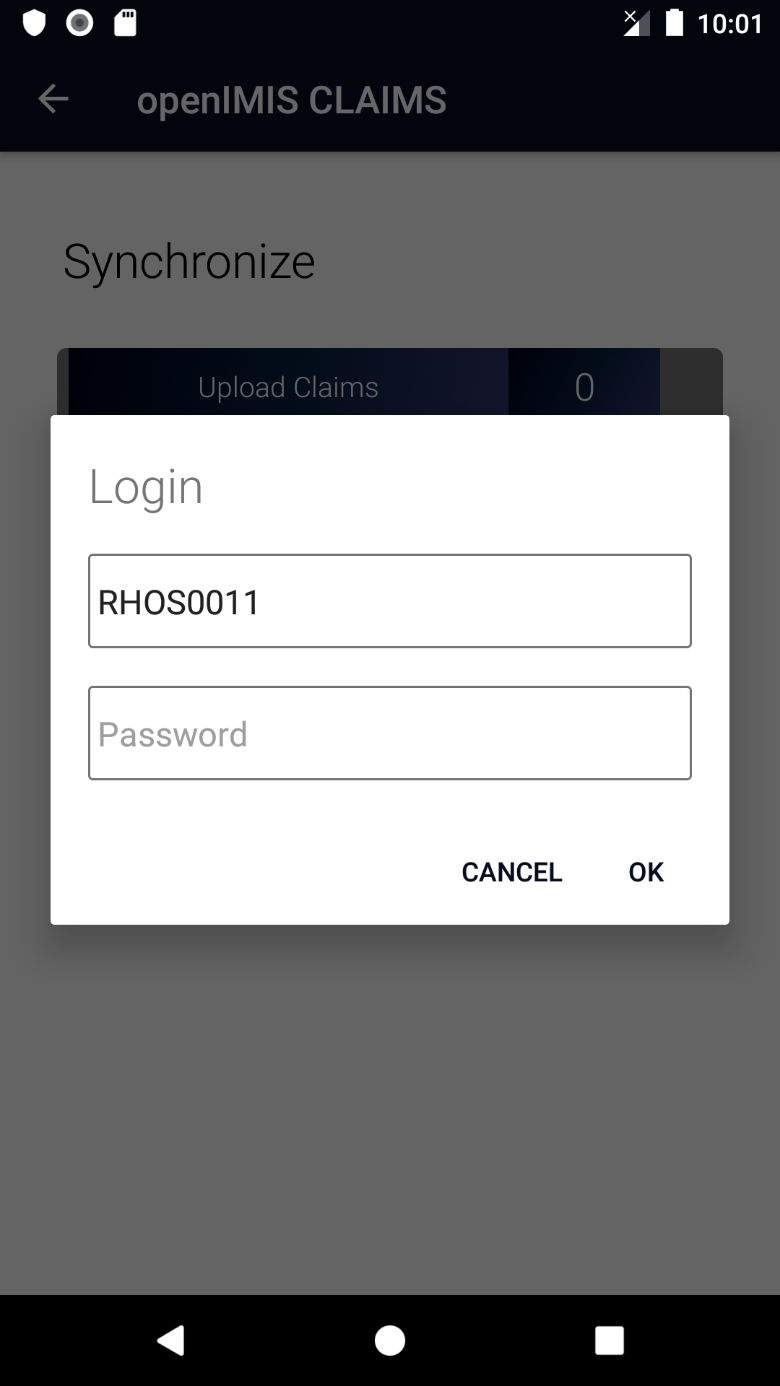 10:01
openIMIS CLAIMS
Synchronize
Upload Claims 0
Login
RHOS0011
Password
CANCEL OK